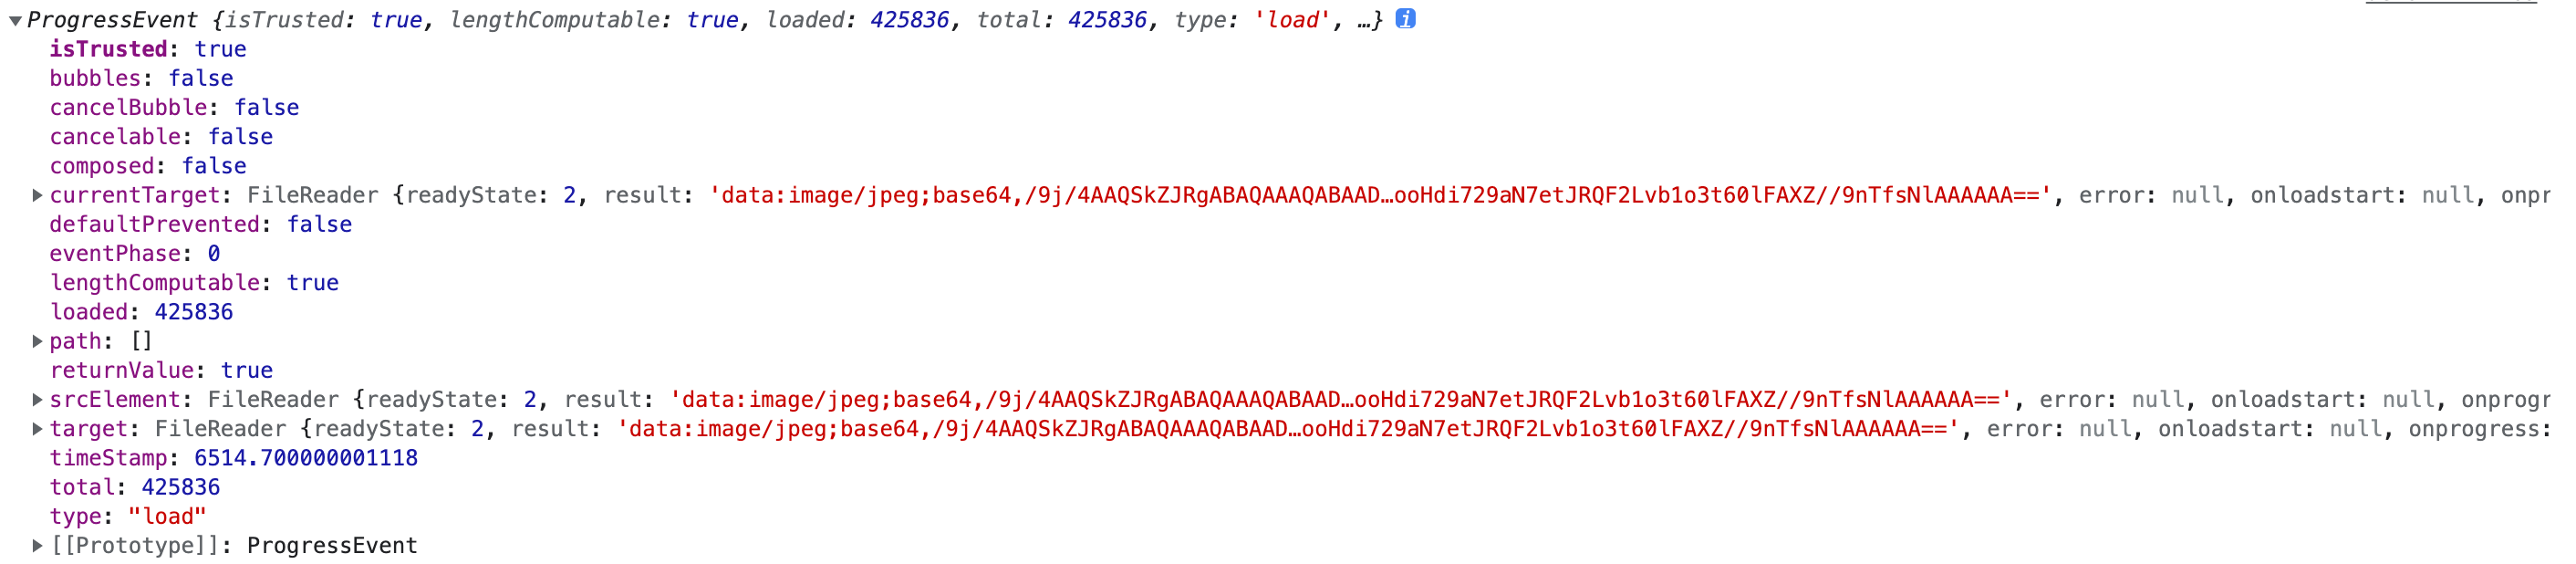 ▼ProgressEvent {isTrusted: true, lengthComputable: true, loaded: 425836, total: 425836, type: 'load', …} i
isTrusted: true
bubbles: false
cancelBubble: false
cancelable: false
composed: false
▶currentTarget: FileReader {readyState: 2, result: 'data:image/jpeg;base64,/9j/4AAQSkZJRgABAQAAAQABAAD…ooHdi729aN7etJRQF2Lvb1o3t60lFAXZ//9nTfsNlAAAAAA==', error: null, onloadstart: null, onpr
defaultPrevented: false
eventPhase: 0
lengthComputable: true
loaded: 425836
▶path: []
returnValue: true
▶srcElement: FileReader {readyState: 2, result: 'data:image/jpeg;base64,/9j/4AAQSkZJRgABAQAAAQABAAD…ooHdi729aN7etJRQF2Lvb1o3t60lFAXZ//9nTfsNlAAAAAA==', error: null, onloadstart: null, onprogr
▶target: FileReader {readyState: 2, result: 'data:image/jpeg;base64,/9j/4AAQSkZJRgABAQAAAQABAAD…ooHdi729aN7etJRQF2Lvb1o3t60lFAXZ//9nTfsNlAAAAAA==', error: null, onloadstart: null, onprogress:
timeStamp: 6514.700000001118
total: 425836
type: "load"
▶[[Prototype]]: ProgressEvent